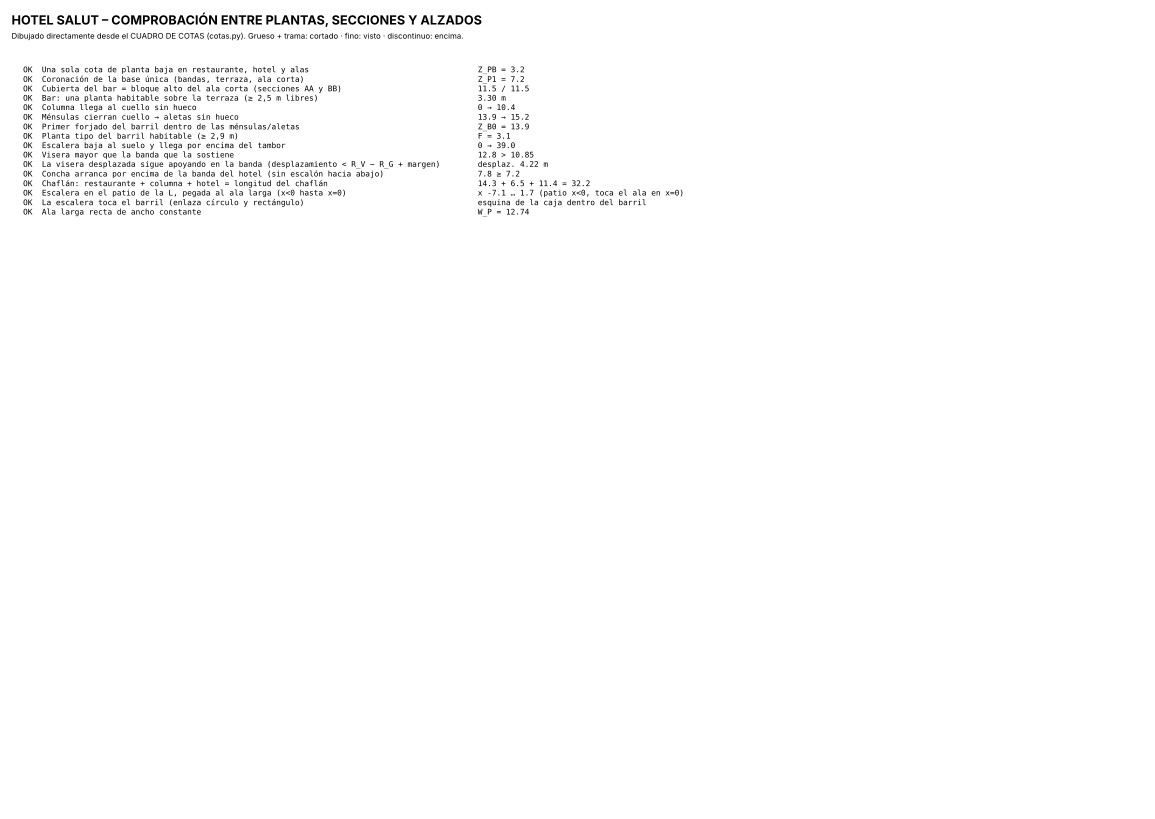 HOTEL SALUT – COMPROBACIÓN ENTRE PLANTAS, SECCIONES Y ALZADOS
Dibujado directamente desde el CUADRO DE COTAS (cotas.py). Grueso + trama: cortado · fino: visto · discontinuo: encima.
OK Una sola cota de planta baja en restaurante, hotel y alas Z_PB = 3.2
OK Coronación de la base única (bandas, terraza, ala corta) Z_P1 = 7.2
OK Cubierta del bar = bloque alto del ala corta (secciones AA y BB) 11.5 / 11.5
OK Bar: una planta habitable sobre la terraza (≥ 2,5 m libres) 3.30 m
OK Columna llega al cuello sin hueco 0 → 10.4
OK Ménsulas cierran cuello → aletas sin hueco 13.9 → 15.2
OK Primer forjado del barril dentro de las ménsulas/aletas Z_B0 = 13.9
OK Planta tipo del barril habitable (≥ 2,9 m) F = 3.1
OK Escalera baja al suelo y llega por encima del tambor 0 → 39.0
OK Visera mayor que la banda que la sostiene 12.8 > 10.85
OK La visera desplazada sigue apoyando en la banda (desplazamiento < R_V − R_G + margen) desplaz. 4.22 m
OK Concha arranca por encima de la banda del hotel (sin escalón hacia abajo) 7.8 ≥ 7.2
OK Chaflán: restaurante + columna + hotel = longitud del chaflán 14.3 + 6.5 + 11.4 = 32.2
OK Escalera en el patio de la L, pegada al ala larga (x<0 hasta x=0) x -7.1 … 1.7 (patio x<0, toca el ala en x=0)
OK La escalera toca el barril (enlaza círculo y rectángulo) esquina de la caja dentro del barril
OK Ala larga recta de ancho constante W_P = 12.74